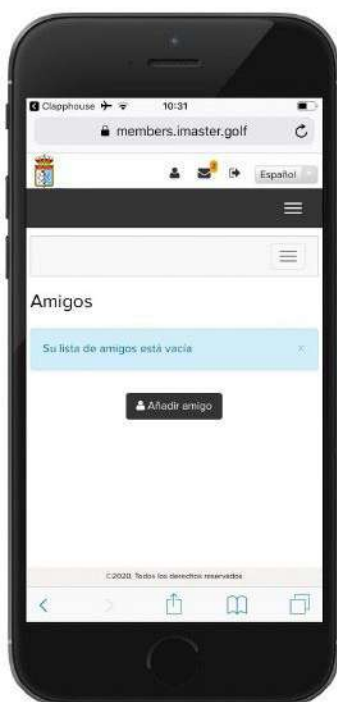 Clapphouse 10:31
members.imaster.golf
Español
Amigos
Su lista de amigos está vacía ×
Añadir amigo
©2020, Todos los derechos reservados